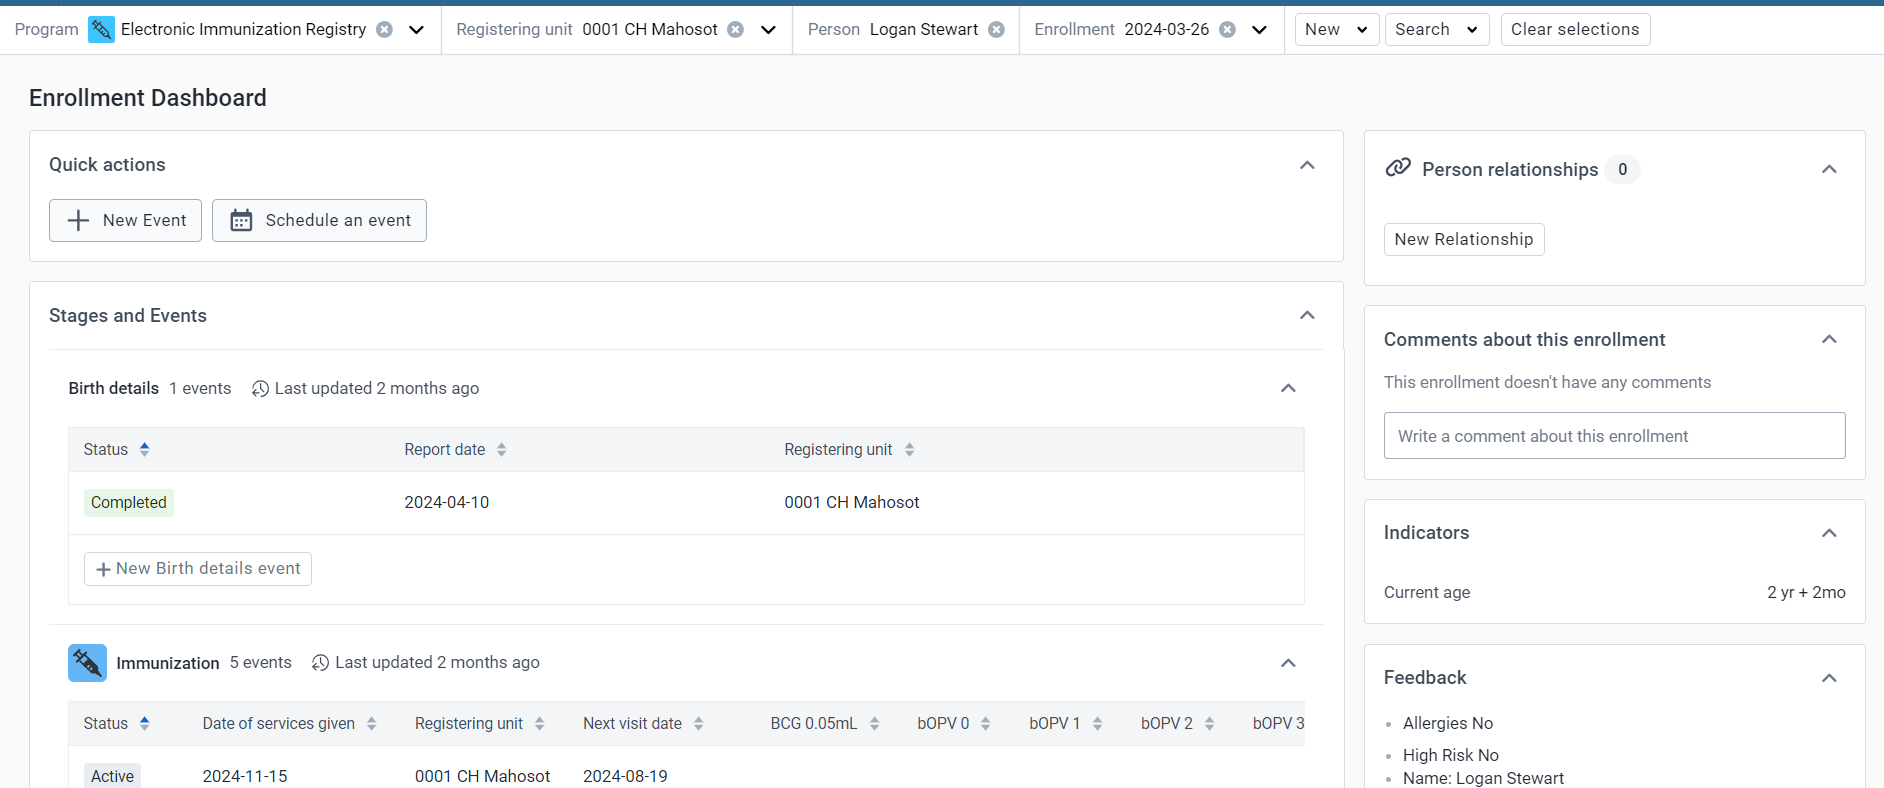 Program Electronic Immunization Registry Registering unit 0001 CH Mahosot Person Logan Stewart Enrollment 2024-03-26 New Search Clear selections
Enrollment Dashboard
Quick actions
New Event Schedule an event
Stages and Events
Birth details 1 events Last updated 2 months ago
Status Report date Registering unit
Completed 2024-04-10 0001 CH Mahosot
New Birth details event
Immunization 5 events Last updated 2 months ago
Status Date of services given Registering unit Next visit date BCG 0.05mL bOPV 0 bOPV 1 bOPV 2 bOPV 3
Active 2024-11-15 0001 CH Mahosot 2024-08-19
Person relationships 0
New Relationship
Comments about this enrollment
This enrollment doesn't have any comments
Write a comment about this enrollment
Indicators
Current age 2 yr + 2mo
Feedback
Allergies No
High Risk No
Name: Logan Stewart